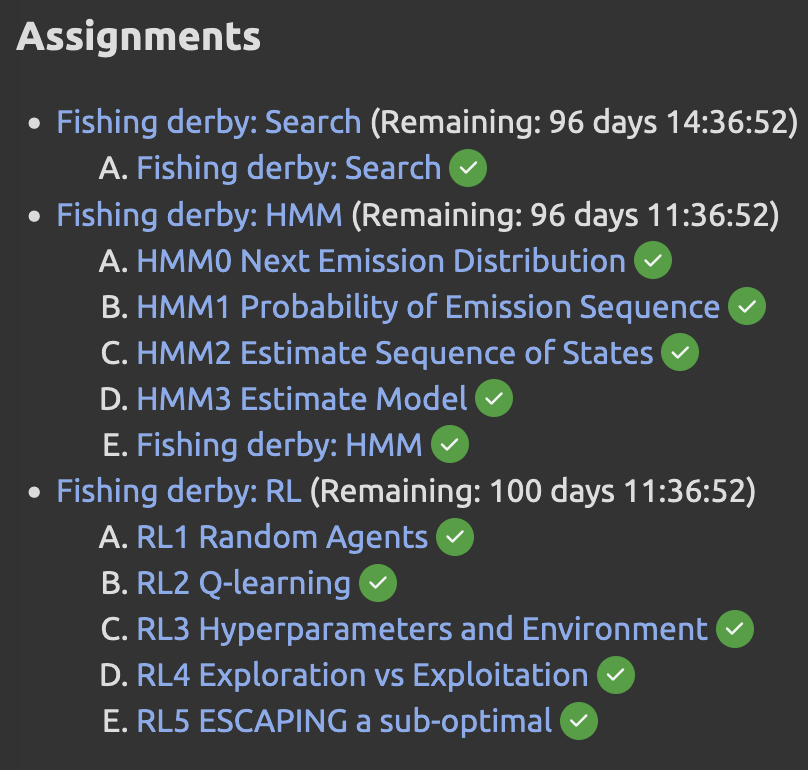 Assignments
• Fishing derby: Search (Remaining: 96 days 14:36:52)
A. Fishing derby: Search
• Fishing derby: HMM (Remaining: 96 days 11:36:52)
A. HMM0 Next Emission Distribution
B. HMM1 Probability of Emission Sequence
C. HMM2 Estimate Sequence of States
D. HMM3 Estimate Model
E. Fishing derby: HMM
• Fishing derby: RL (Remaining: 100 days 11:36:52)
A. RL1 Random Agents
B. RL2 Q-learning
C. RL3 Hyperparameters and Environment
D. RL4 Exploration vs Exploitation
E. RL5 ESCAPING a sub-optimal